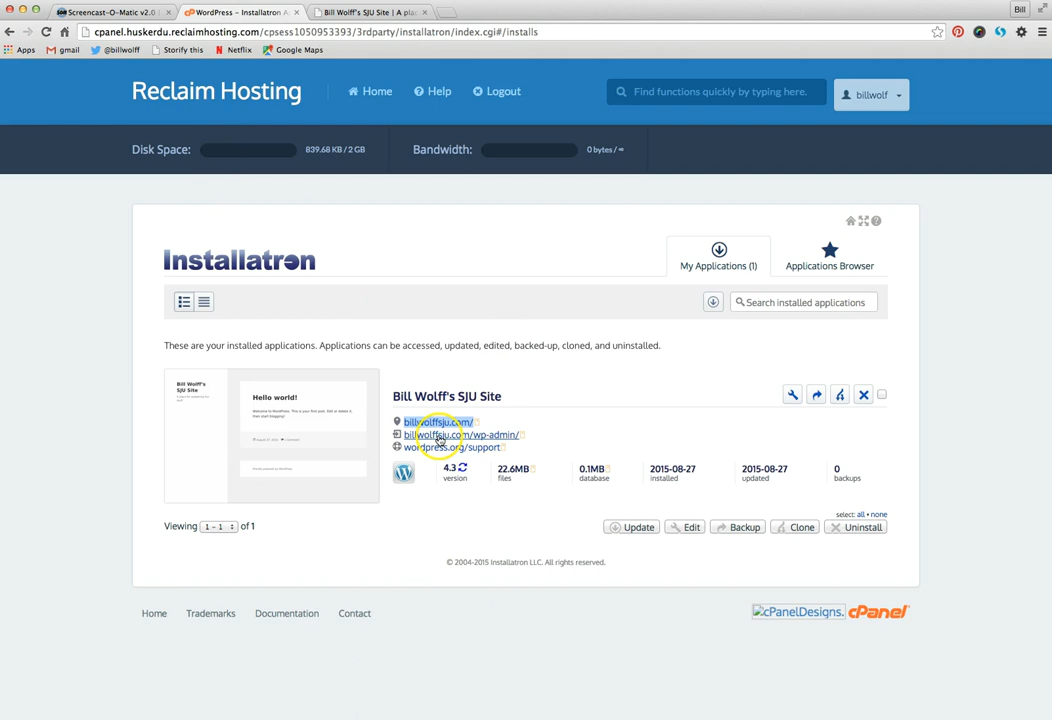 Screencast-O-Matic v2.0
WordPress – Installatron A
Bill Wolff's SJU Site | A pla
Bill
cpanel.huskerdu.reclaimhosting.com/cpsess1050953393/3rdparty/installatron/index.cgi#/installs
Apps gmail @billwolff Storify this Netflix Google Maps
Reclaim Hosting
Home Help Logout
Find functions quickly by typing here.
billwolf
Disk Space: 839.68 KB / 2 GB
Bandwidth: 0 bytes / ∞
Installatron
My Applications (1)
Applications Browser
Search installed applications
These are your installed applications. Applications can be accessed, updated, edited, backed-up, cloned, and uninstalled.
Bill Wolff's
SJU Site
Hello world!
Bill Wolff's SJU Site
billwolffsju.com/
billwolffsju.com/wp-admin/
wordpress.org/support
4.3 22.6MB 0.1MB 2015-08-27 2015-08-27 0
version files database installed updated backups
select: all • none
Viewing 1 - 1 of 1
Update Edit Backup Clone Uninstall
© 2004-2015 Installatron LLC. All rights reserved.
Home Trademarks Documentation Contact
cPanelDesigns. cPanel